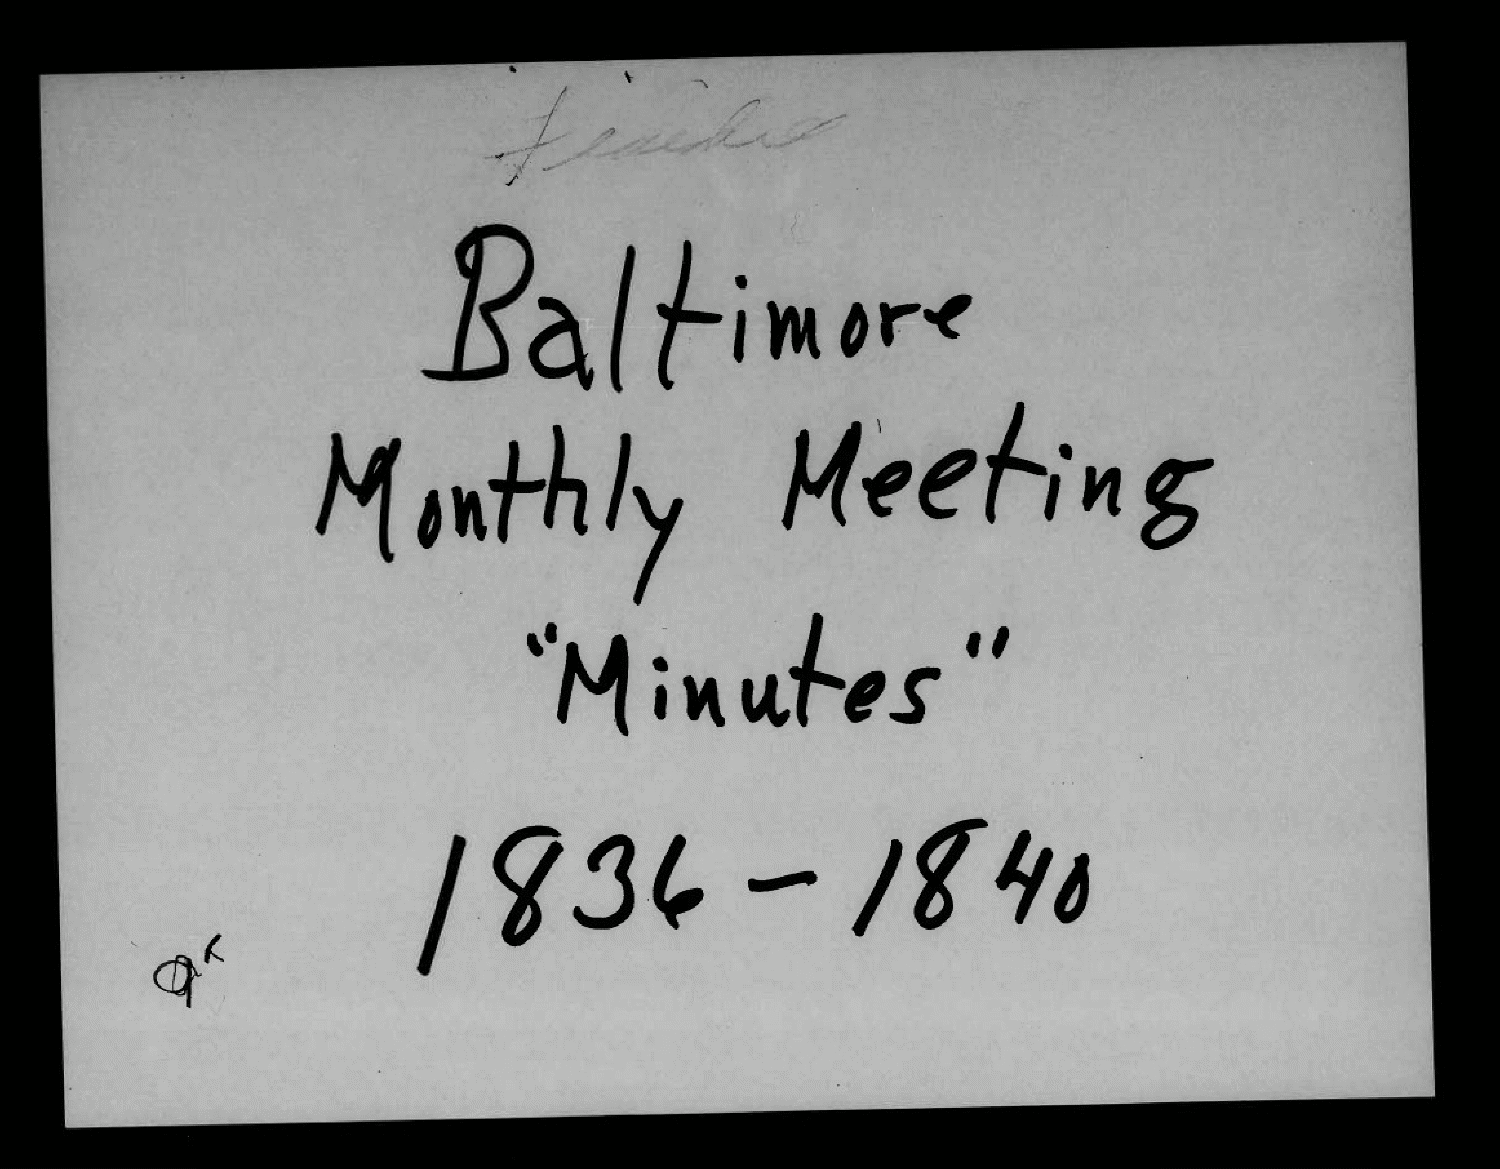 Baltimore
Monthly Meeting
"Minutes"
1836 - 1840